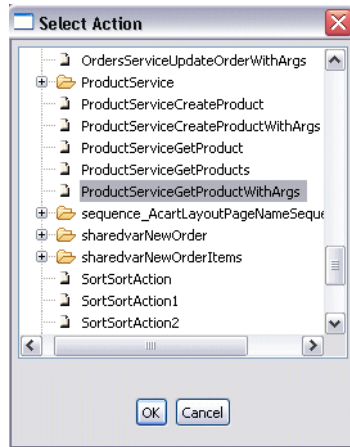 Select Action
OrdersServiceUpdateOrderWithArgs
ProductService
ProductServiceCreateProduct
ProductServiceCreateProductWithArgs
ProductServiceGetProduct
ProductServiceGetProducts
ProductServiceGetProductWithArgs
sequence_AcartLayoutPageNameSeque
sharedvarNewOrder
sharedvarNewOrderItems
SortSortAction
SortSortAction1
SortSortAction2
OK Cancel